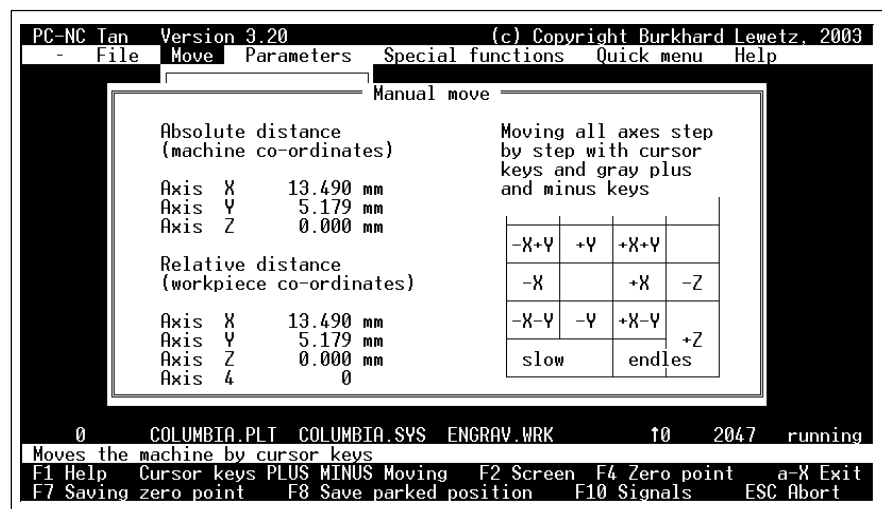 PC-NC Tan Version 3.20 (c) Copyright Burkhard Lewetz, 2003
- File Move Parameters Special functions Quick menu Help
Manual move
Absolute distance
(machine co-ordinates)
Axis X 13.490 mm
Axis Y 5.179 mm
Axis Z 0.000 mm
Relative distance
(workpiece co-ordinates)
Axis X 13.490 mm
Axis Y 5.179 mm
Axis Z 0.000 mm
Axis 4 0
Moving all axes step
by step with cursor
keys and gray plus
and minus keys
-X+Y +Y +X+Y
-X +X -Z
-X-Y -Y +X-Y
+Z
slow endles
0 COLUMBIA.PLT COLUMBIA.SYS ENGRAV.WRK ↑0 2047 running
Moves the machine by cursor keys
F1 Help Cursor keys PLUS MINUS Moving F2 Screen F4 Zero point a-X Exit
F7 Saving zero point F8 Save parked position F10 Signals ESC Abort